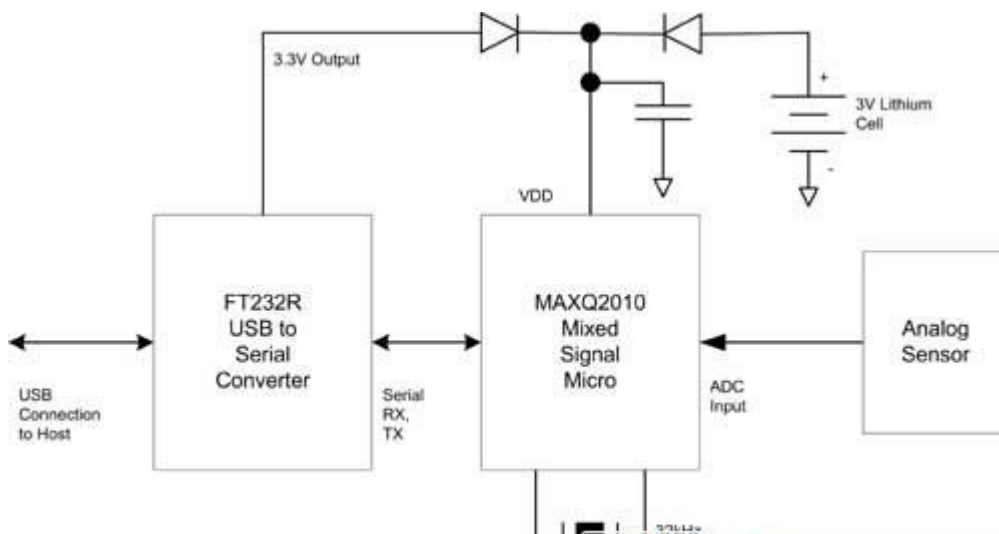 3.3V Output
+
3V Lithium
Cell
-
VDD
FT232R
USB to
Serial
Converter
MAXQ2010
Mixed
Signal
Micro
Analog
Sensor
USB
Connection
to Host
Serial
RX,
TX
ADC
Input
32kHz